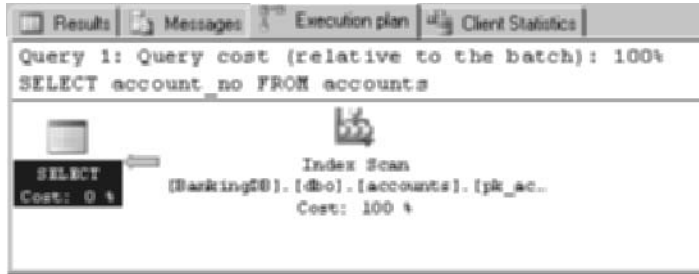 Results Messages Execution plan Client Statistics
Query 1: Query cost (relative to the batch): 100%
SELECT account_no FROM accounts
SELECT
Cost: 0 %
Index Scan
[BankingDB].[dbo].[accounts].[pk_ac…
Cost: 100 %